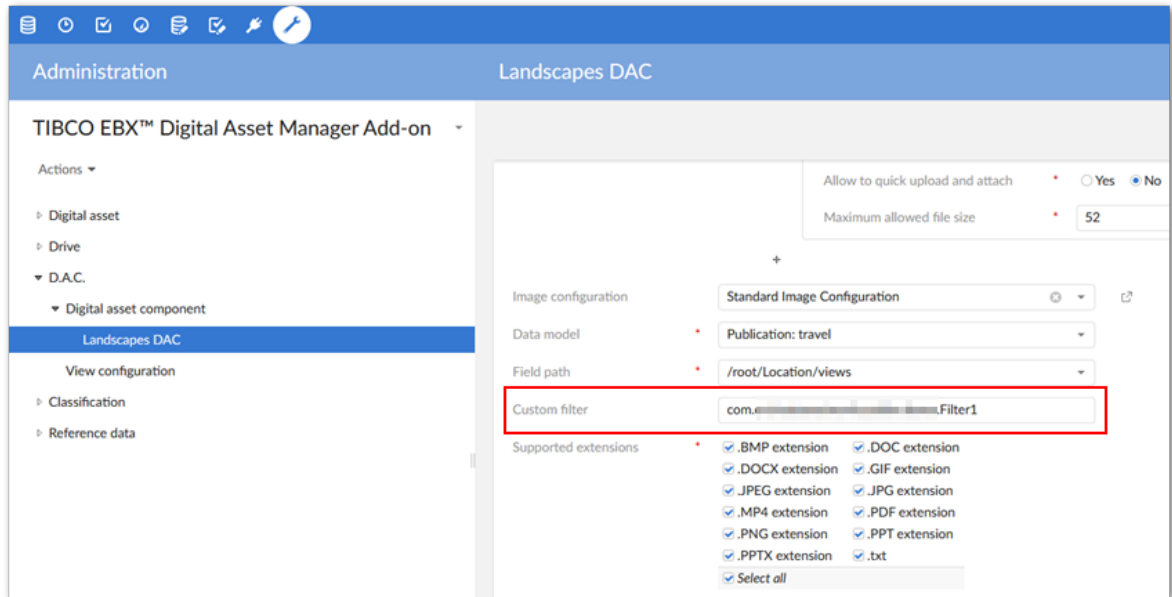 Administration
Landscapes DAC
TIBCO EBX™ Digital Asset Manager Add-on
Actions
Digital asset
Drive
D.A.C.
Digital asset component
Landscapes DAC
View configuration
Classification
Reference data
Allow to quick upload and attach * Yes No
Maximum allowed file size * 52
+
Image configuration Standard Image Configuration
Data model * Publication: travel
Field path * /root/Location/views
Custom filter com. .Filter1
Supported extensions * .BMP extension .DOC extension
.DOCX extension .GIF extension
.JPEG extension .JPG extension
.MP4 extension .PDF extension
.PNG extension .PPT extension
.PPTX extension .txt
Select all